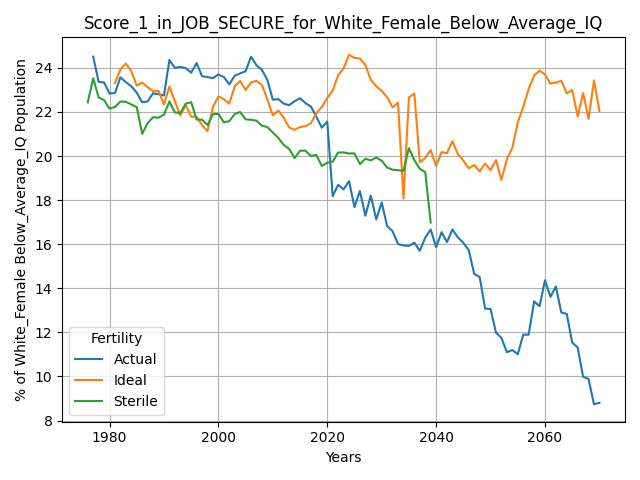 Score_1_in_JOB_SECURE_for_White_Female_Below_Average_IQ
% of White_Female Below_Average_IQ Population
24
22
20
18
16
14
12
10
8
Fertility
Actual
Ideal
Sterile
1980
2000
2020
2040
2060
Years